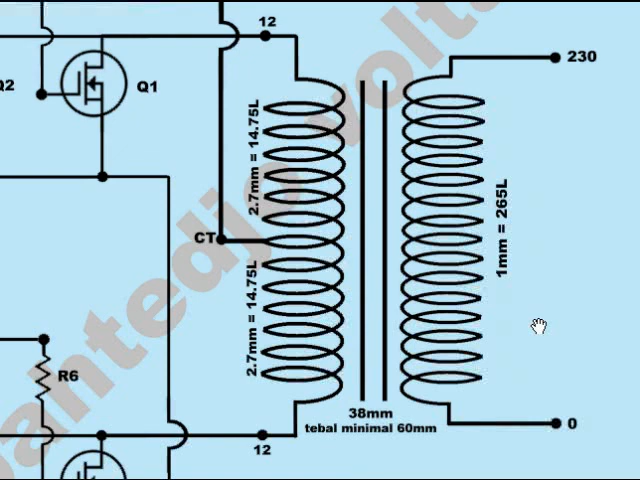 12
230
Q2
Q1
2.7mm = 14.75L
CT
1mm = 265L
2.7mm = 14.75L
R6
38mm
tebal minimal 60mm
12
0